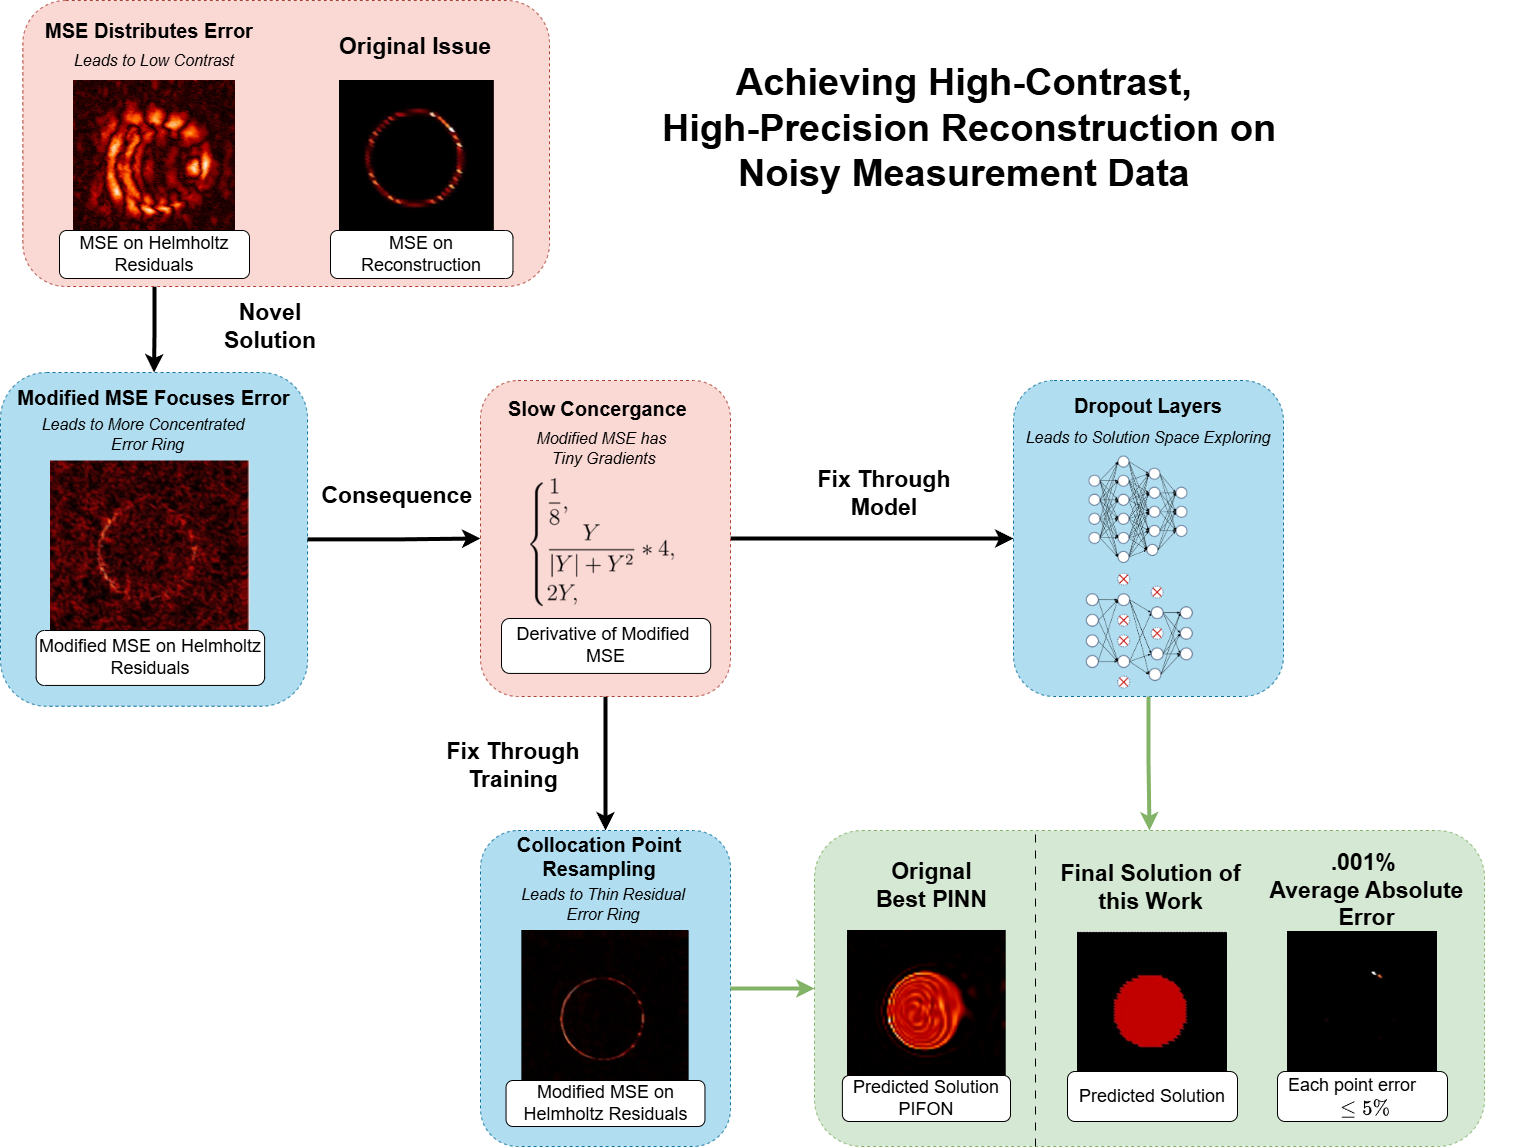 MSE Distributes Error
Leads to Low Contrast
MSE on Helmholtz
Residuals
Original Issue
MSE on
Reconstruction
Achieving High-Contrast,
High-Precision Reconstruction on
Noisy Measurement Data
Novel
Solution
Modified MSE Focuses Error
Leads to More Concentrated
Error Ring
Modified MSE on Helmholtz
Residuals
Consequence
Slow Concergance
Modified MSE has
Tiny Gradients
1/8,
Y/(|Y| + Y²) * 4,
2Y,
Derivative of Modified
MSE
Fix Through
Model
Dropout Layers
Leads to Solution Space Exploring
Fix Through
Training
Collocation Point
Resampling
Leads to Thin Residual
Error Ring
Modified MSE on
Helmholtz Residuals
Orignal
Best PINN
Predicted Solution
PIFON
Final Solution of
this Work
Predicted Solution
.001%
Average Absolute
Error
Each point error
≤ 5%